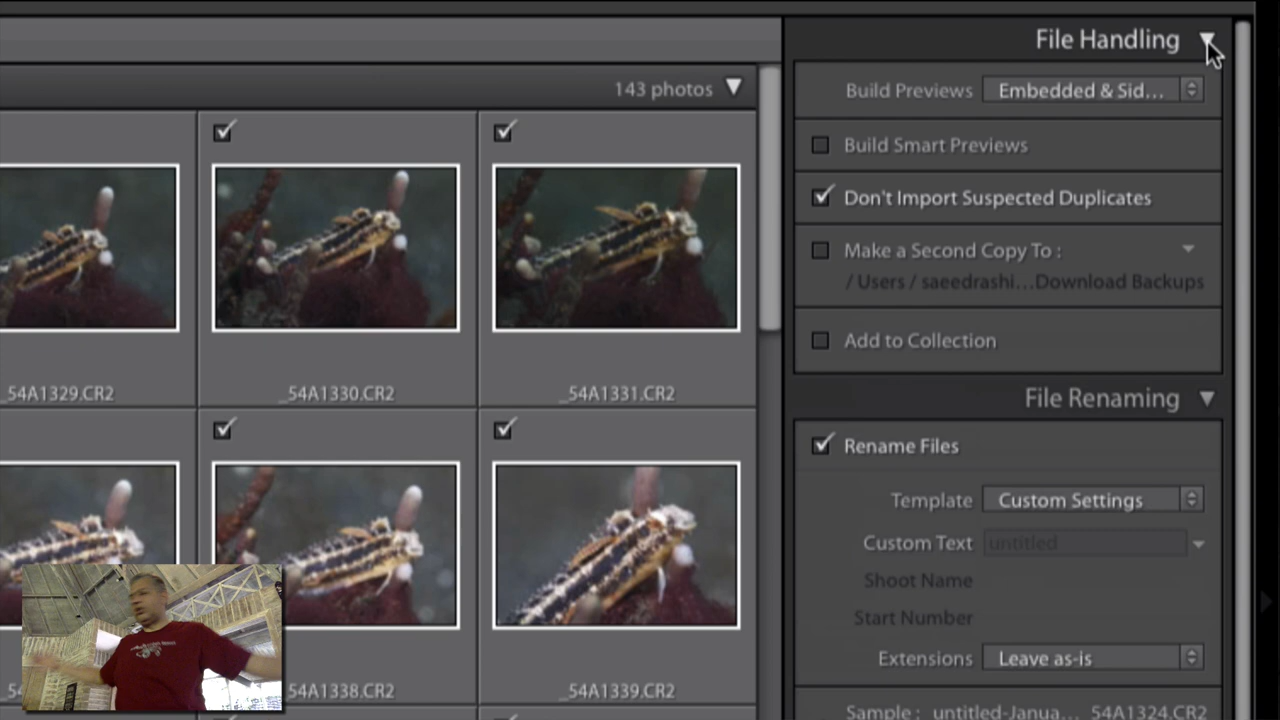 File Handling
143 photos
Build Previews Embedded & Sid...
Build Smart Previews
Don't Import Suspected Duplicates
Make a Second Copy To :
/ Users / saeedrashi...Download Backups
Add to Collection
_54A1329.CR2
_54A1330.CR2
_54A1331.CR2
File Renaming
Rename Files
Template Custom Settings
Custom Text untitled
Shoot Name
Start Number
Extensions Leave as-is
54A1338.CR2
_54A1339.CR2
Sample : untitled-Janua... 54A1324.CR2